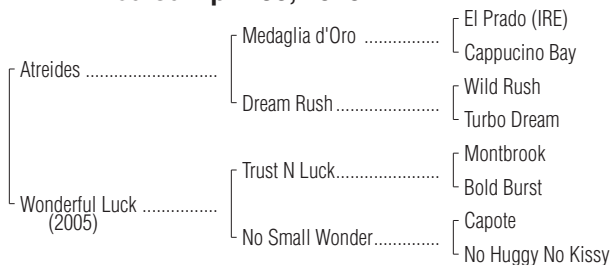 El Prado (IRE)
Medaglia d'Oro ................
Cappucino Bay
Atreides ............................
Wild Rush
Dream Rush......................
Turbo Dream
Montbrook
Trust N Luck......................
Bold Burst
Wonderful Luck ................
(2005)
Capote
No Small Wonder..............
No Huggy No Kissy